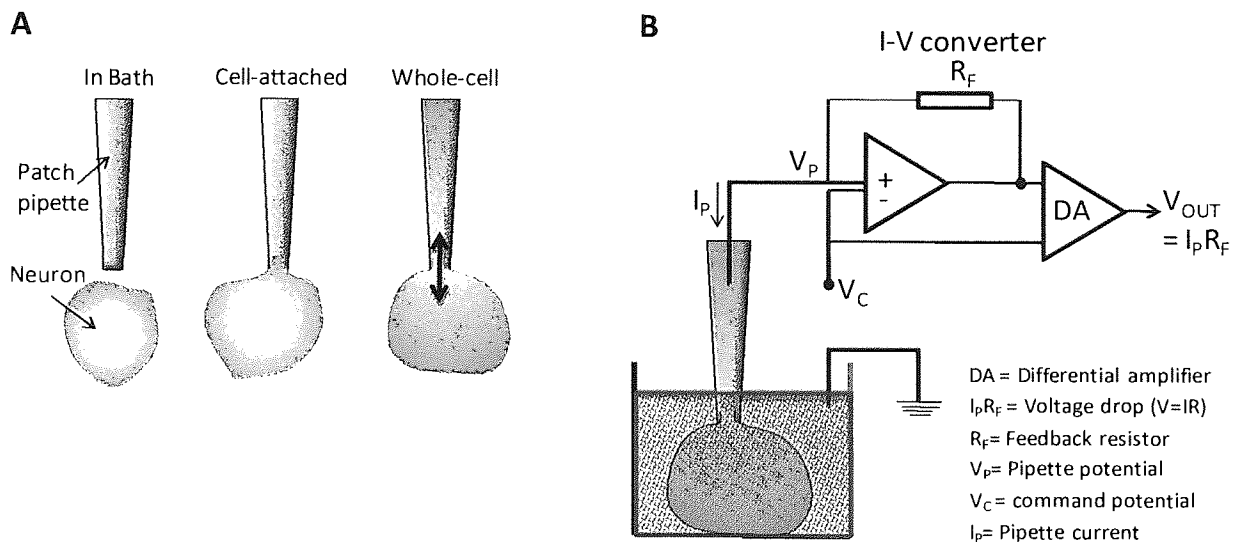 A
In Bath
Cell-attached
Whole-cell
Patch
pipette
Neuron
B
I-V converter
R_F
V_P
+
-
I_P
DA
V_OUT
= I_PR_F
V_C
DA = Differential amplifier
I_PR_F = Voltage drop (V=IR)
R_F= Feedback resistor
V_P= Pipette potential
V_C = command potential
I_P= Pipette current